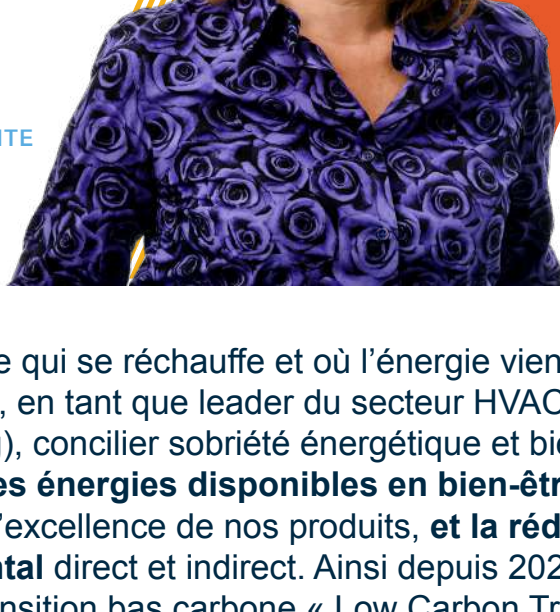 ITE
e qui se réchauffe et où l’énergie vien
, en tant que leader du secteur HVAC
), concilier sobriété énergétique et bi
es énergies disponibles en bien-êtr
l’excellence de nos produits, et la réd
tal direct et indirect. Ainsi depuis 202
nsition bas carbone « Low Carbon Tr